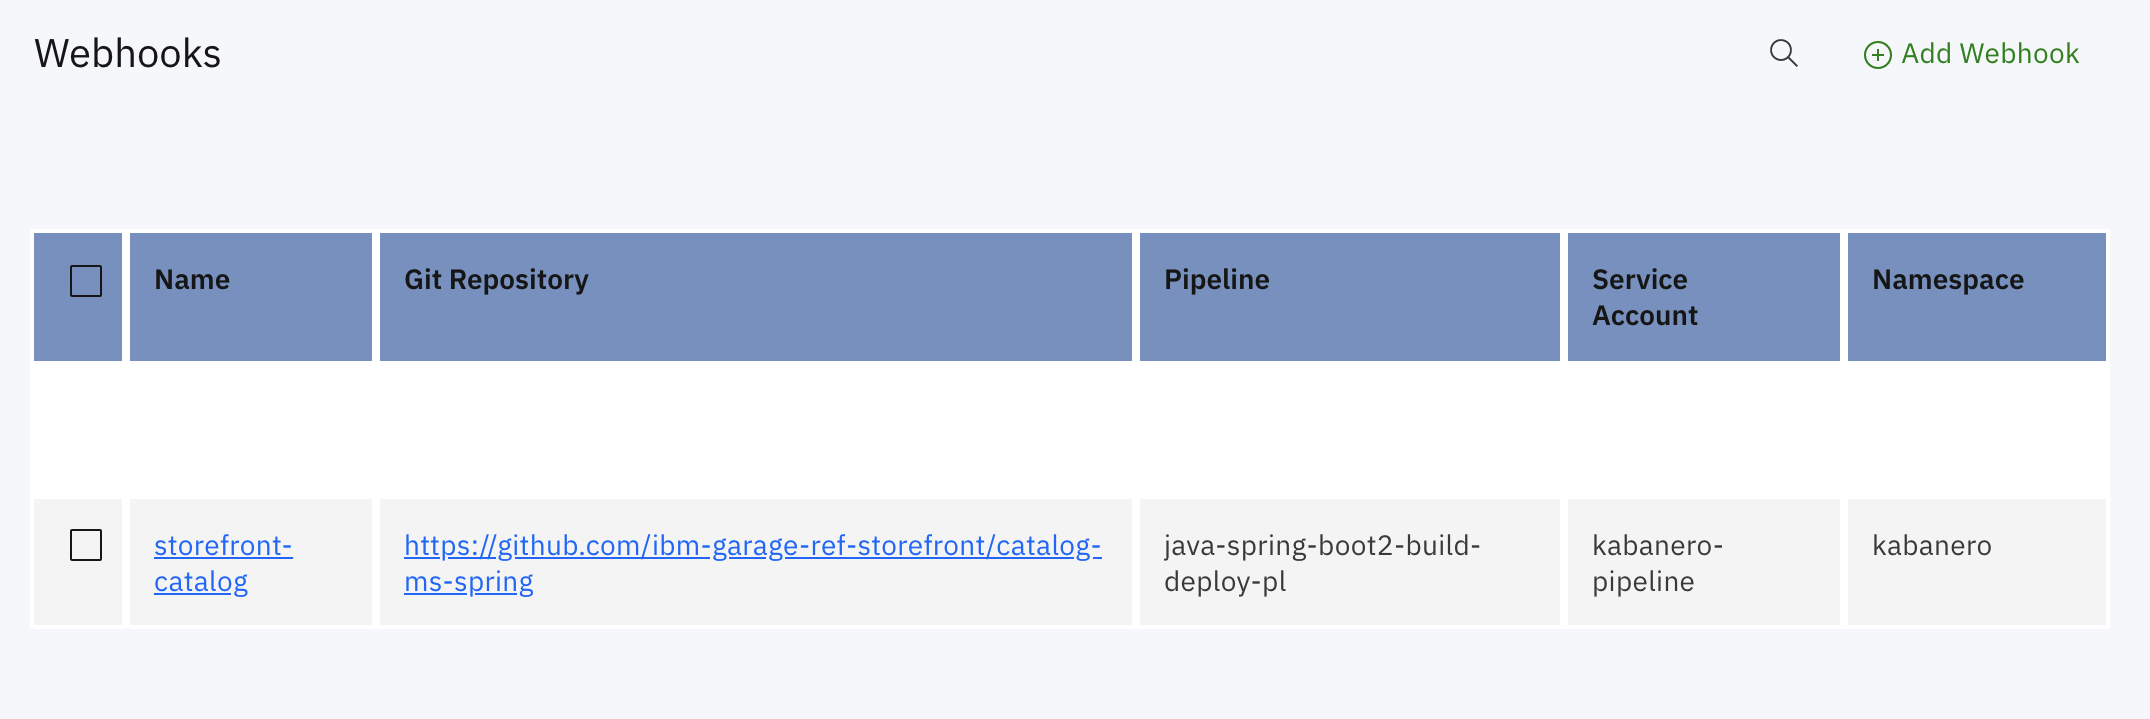 Webhooks
Add Webhook
Name
Git Repository
Pipeline
Service
Account
Namespace
storefront-
catalog
https://github.com/ibm-garage-ref-storefront/catalog-
ms-spring
java-spring-boot2-build-
deploy-pl
kabanero-
pipeline
kabanero